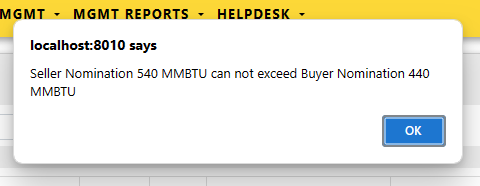 MGMT MGMT REPORTS HELPDESK
localhost:8010 says
Seller Nomination 540 MMBTU can not exceed Buyer Nomination 440
MMBTU
OK